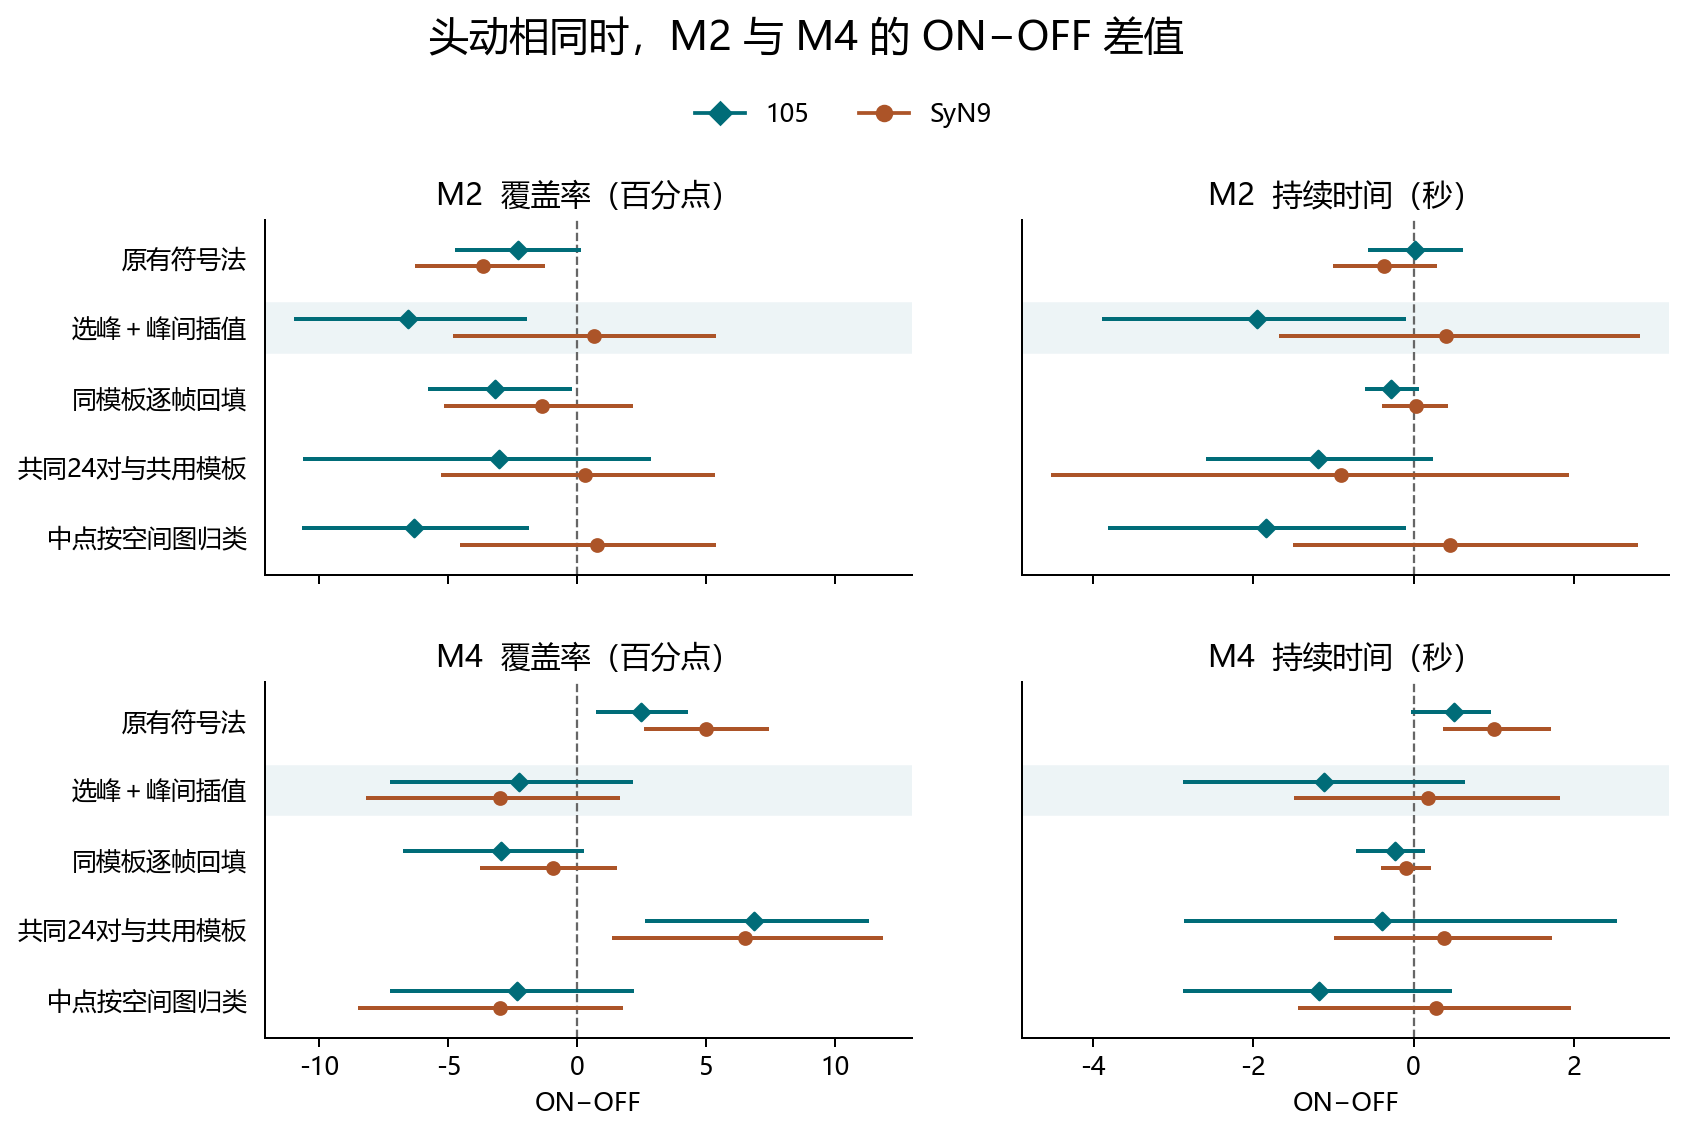 头动相同时，M2 与 M4 的 ON−OFF 差值
105
SyN9
M2 覆盖率（百分点）
原有符号法
选峰 + 峰间插值
同模板逐帧回填
共同24对与共用模板
中点按空间图归类
M2 持续时间（秒）
M4 覆盖率（百分点）
原有符号法
选峰 + 峰间插值
同模板逐帧回填
共同24对与共用模板
中点按空间图归类
-10 -5 0 5 10
ON−OFF
M4 持续时间（秒）
-4 -2 0 2
ON−OFF